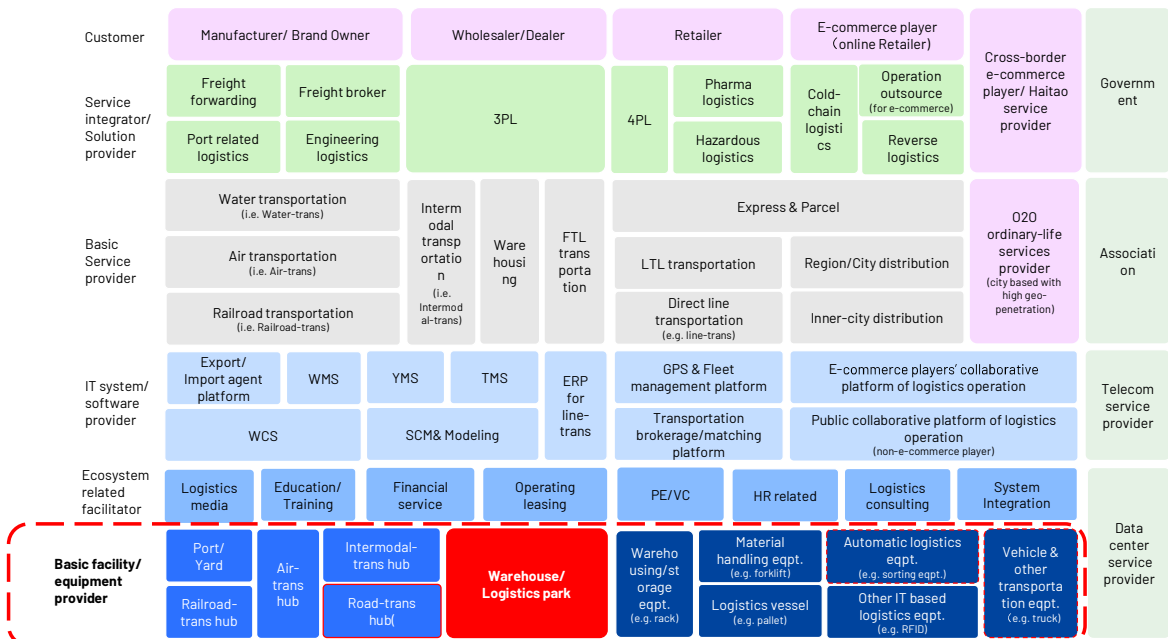 Customer
Manufacturer/ Brand Owner
Wholesaler/Dealer
Retailer
E-commerce player
（online Retailer)
Cross-border
e-commerce
player/ Haitao
service
provider
Governm
ent
Service
integrator/
Solution
provider
Freight
forwarding
Freight broker
Port related
logistics
Engineering
logistics
3PL
4PL
Pharma
logistics
Hazardous
logistics
Cold-
chain
logisti
cs
Operation
outsource
(for e-commerce)
Reverse
logistics
Basic
Service
provider
Water transportation
(i.e. Water-trans)
Air transportation
(i.e. Air-trans)
Railroad transportation
(i.e. Railroad-trans)
Interm
odal
transp
ortatio
n
(i.e.
Intermod
al-trans)
Ware
housi
ng
FTL
trans
porta
tion
Express & Parcel
LTL transportation
Region/City distribution
Direct line
transportation
(e.g. line-trans)
Inner-city distribution
O2O
ordinary-life
services
provider
(city based with
high geo-
penetration)
Associati
on
IT system/
software
provider
Export/
Import agent
platform
WMS
YMS
TMS
ERP
for
line-
trans
WCS
SCM& Modeling
GPS & Fleet
management platform
E-commerce players’ collaborative
platform of logistics operation
Transportation
brokerage/matching
platform
Public collaborative platform of logistics
operation
(non-e-commerce player)
Telecom
service
provider
Ecosystem
related
facilitator
Logistics
media
Education/
Training
Financial
service
Operating
leasing
PE/VC
HR related
Logistics
consulting
System
Integration
Data
center
service
provider
Basic facility/
equipment
provider
Port/
Yard
Railroad-
trans hub
Air-
trans
hub
Intermodal-
trans hub
Road-trans
hub(
Warehouse/
Logistics park
Wareho
using/st
orage
eqpt.
(e.g. rack)
Material
handling eqpt.
(e.g. forklift)
Logistics vessel
(e.g. pallet)
Automatic logistics
eqpt.
(e.g. sorting eqpt.)
Other IT based
logistics eqpt.
(e.g. RFID)
Vehicle &
other
transporta
tion eqpt.
（e.g. truck)